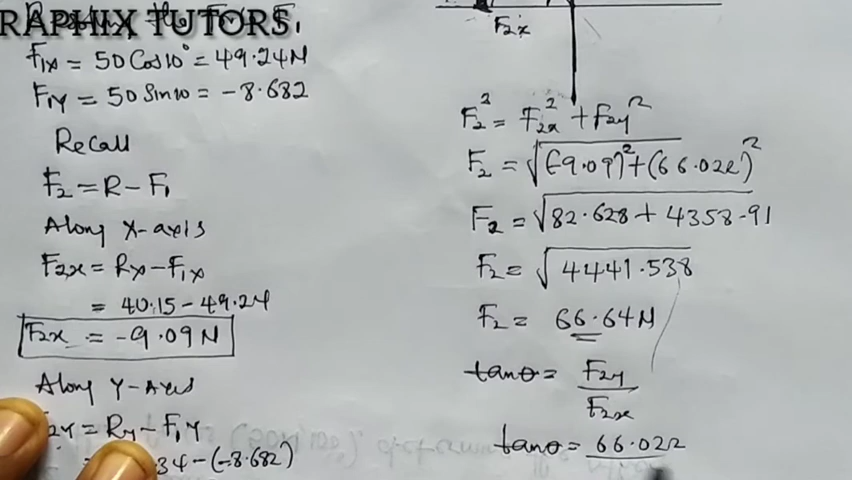 RAPHIX TUTORS
F₁x = 50 Cos10° = 49.24N
F₁Y = 50 Sin10 = -8.682
Recall
F₂ = R - F₁
Along X-axis
F₂x = Rx - F₁x
= 40.15 - 49.24
F₂x = -9.09N
Along Y-Axis
₂Y = Ry - F₁Y
34 - (-8.682)
F₂x
F₂² = F₂x² + F₂y²
F₂ = √(-9.09)² + (66.022)²
F₂ = √82.628 + 4358.91
F₂ = √4441.538
F₂ = 66.64N
tanθ = F₂y
F₂x
tanθ = 66.022